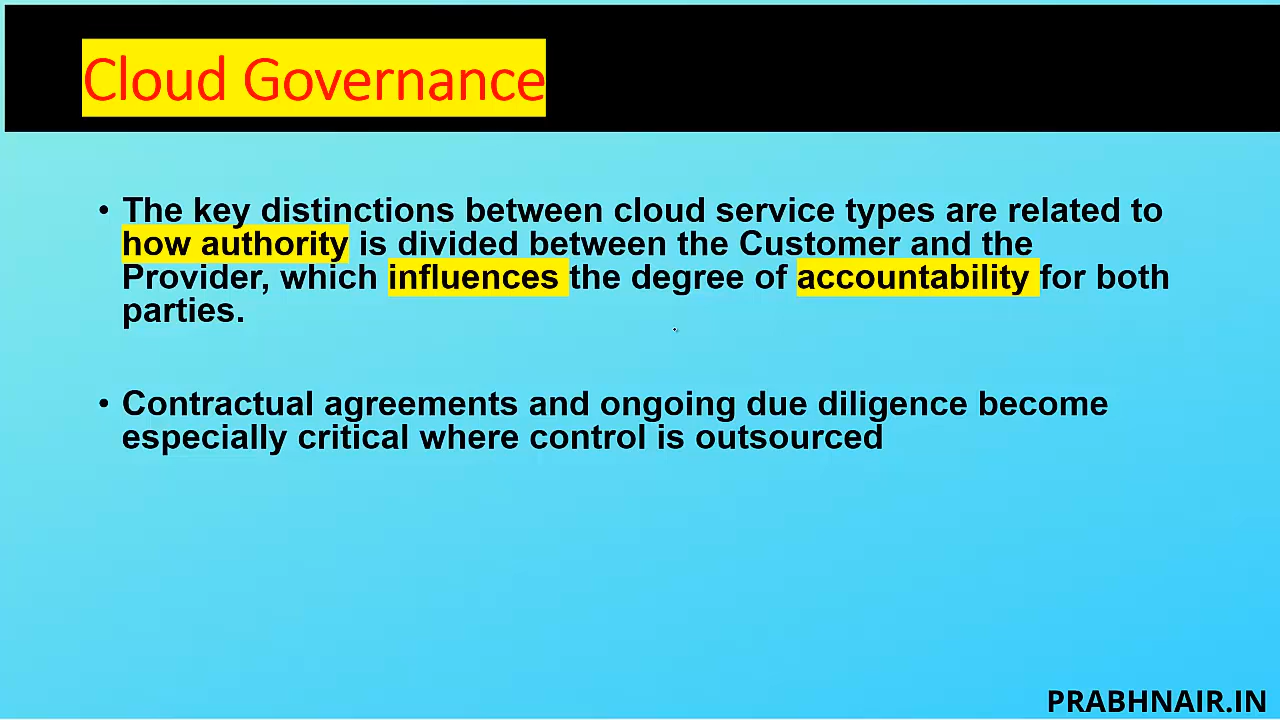 Cloud Governance
• The key distinctions between cloud service types are related to
how authority is divided between the Customer and the
Provider, which influences the degree of accountability for both
parties.
• Contractual agreements and ongoing due diligence become
especially critical where control is outsourced
PRABHNAIR.IN